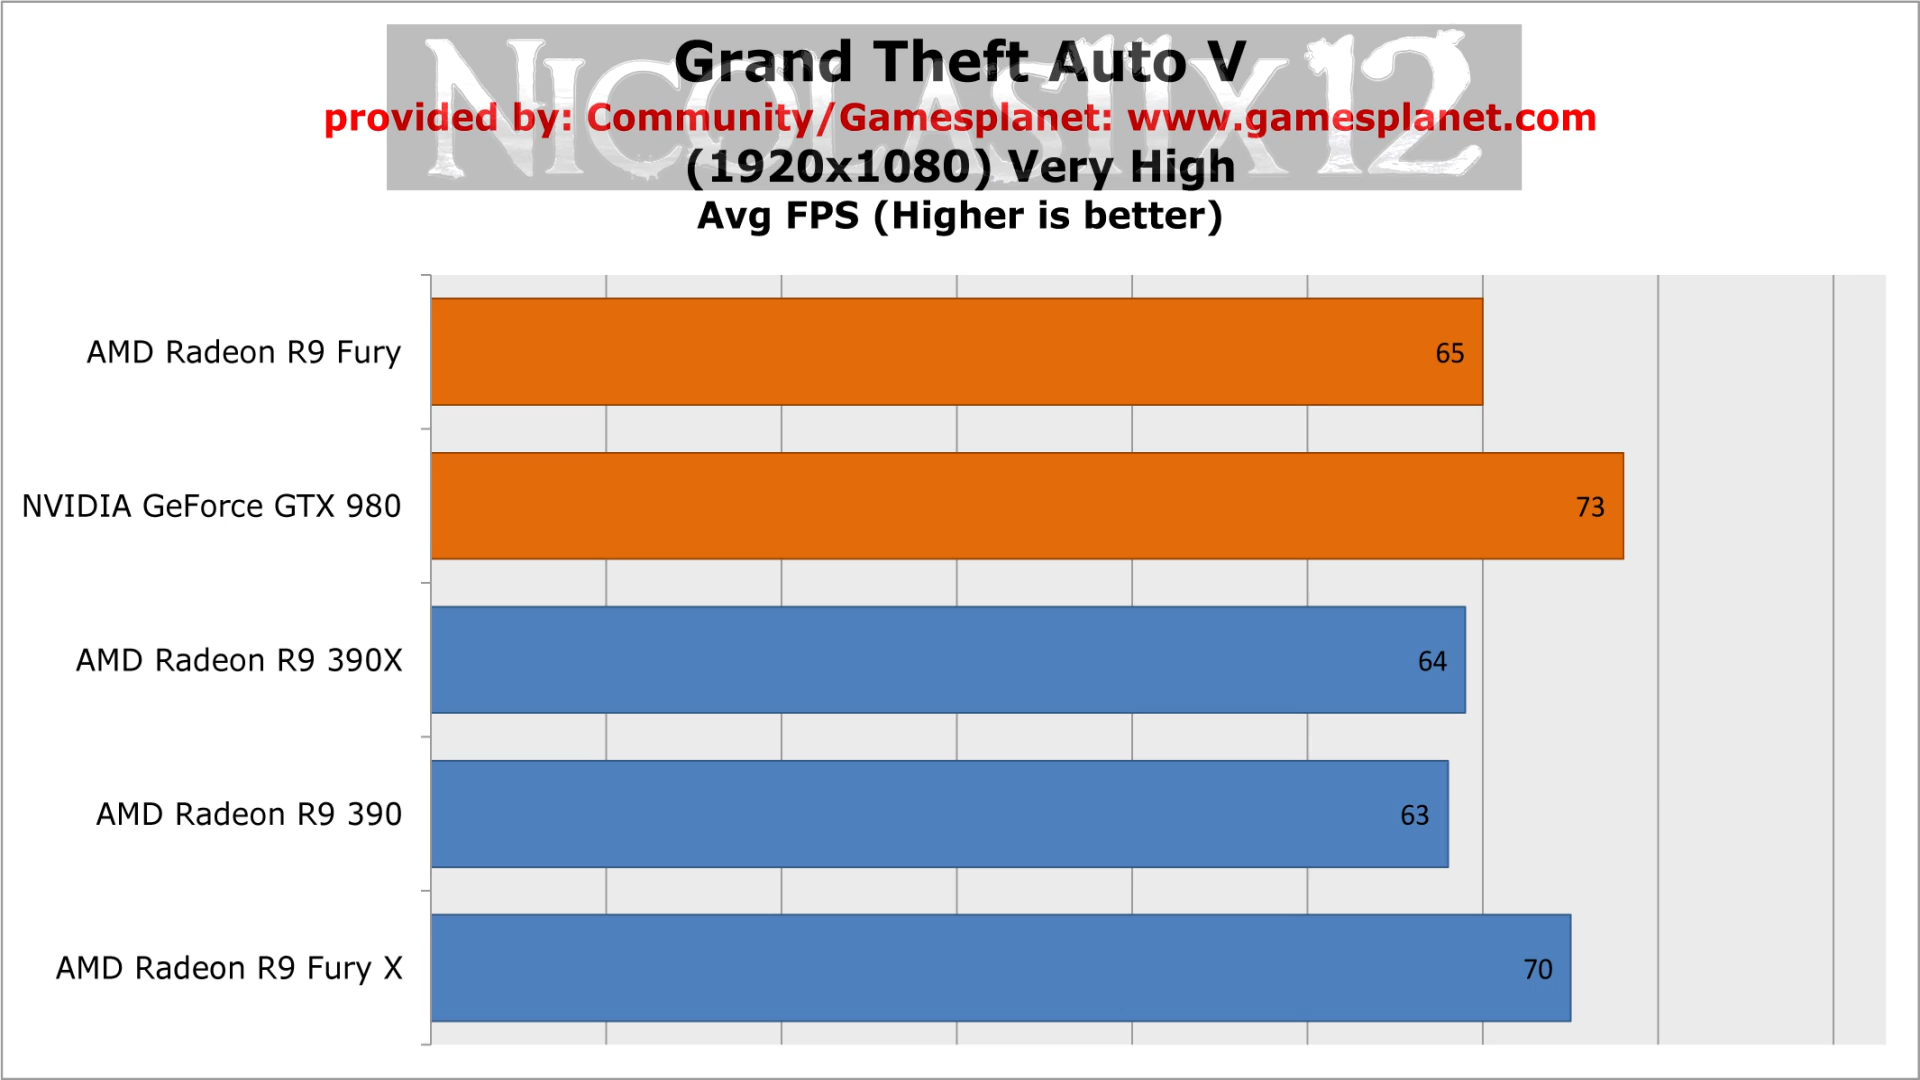 NICOLAS11X12
Grand Theft Auto V
provided by: Community/Gamesplanet: www.gamesplanet.com
(1920x1080) Very High
Avg FPS (Higher is better)
AMD Radeon R9 Fury
65
NVIDIA GeForce GTX 980
73
AMD Radeon R9 390X
64
AMD Radeon R9 390
63
AMD Radeon R9 Fury X
70